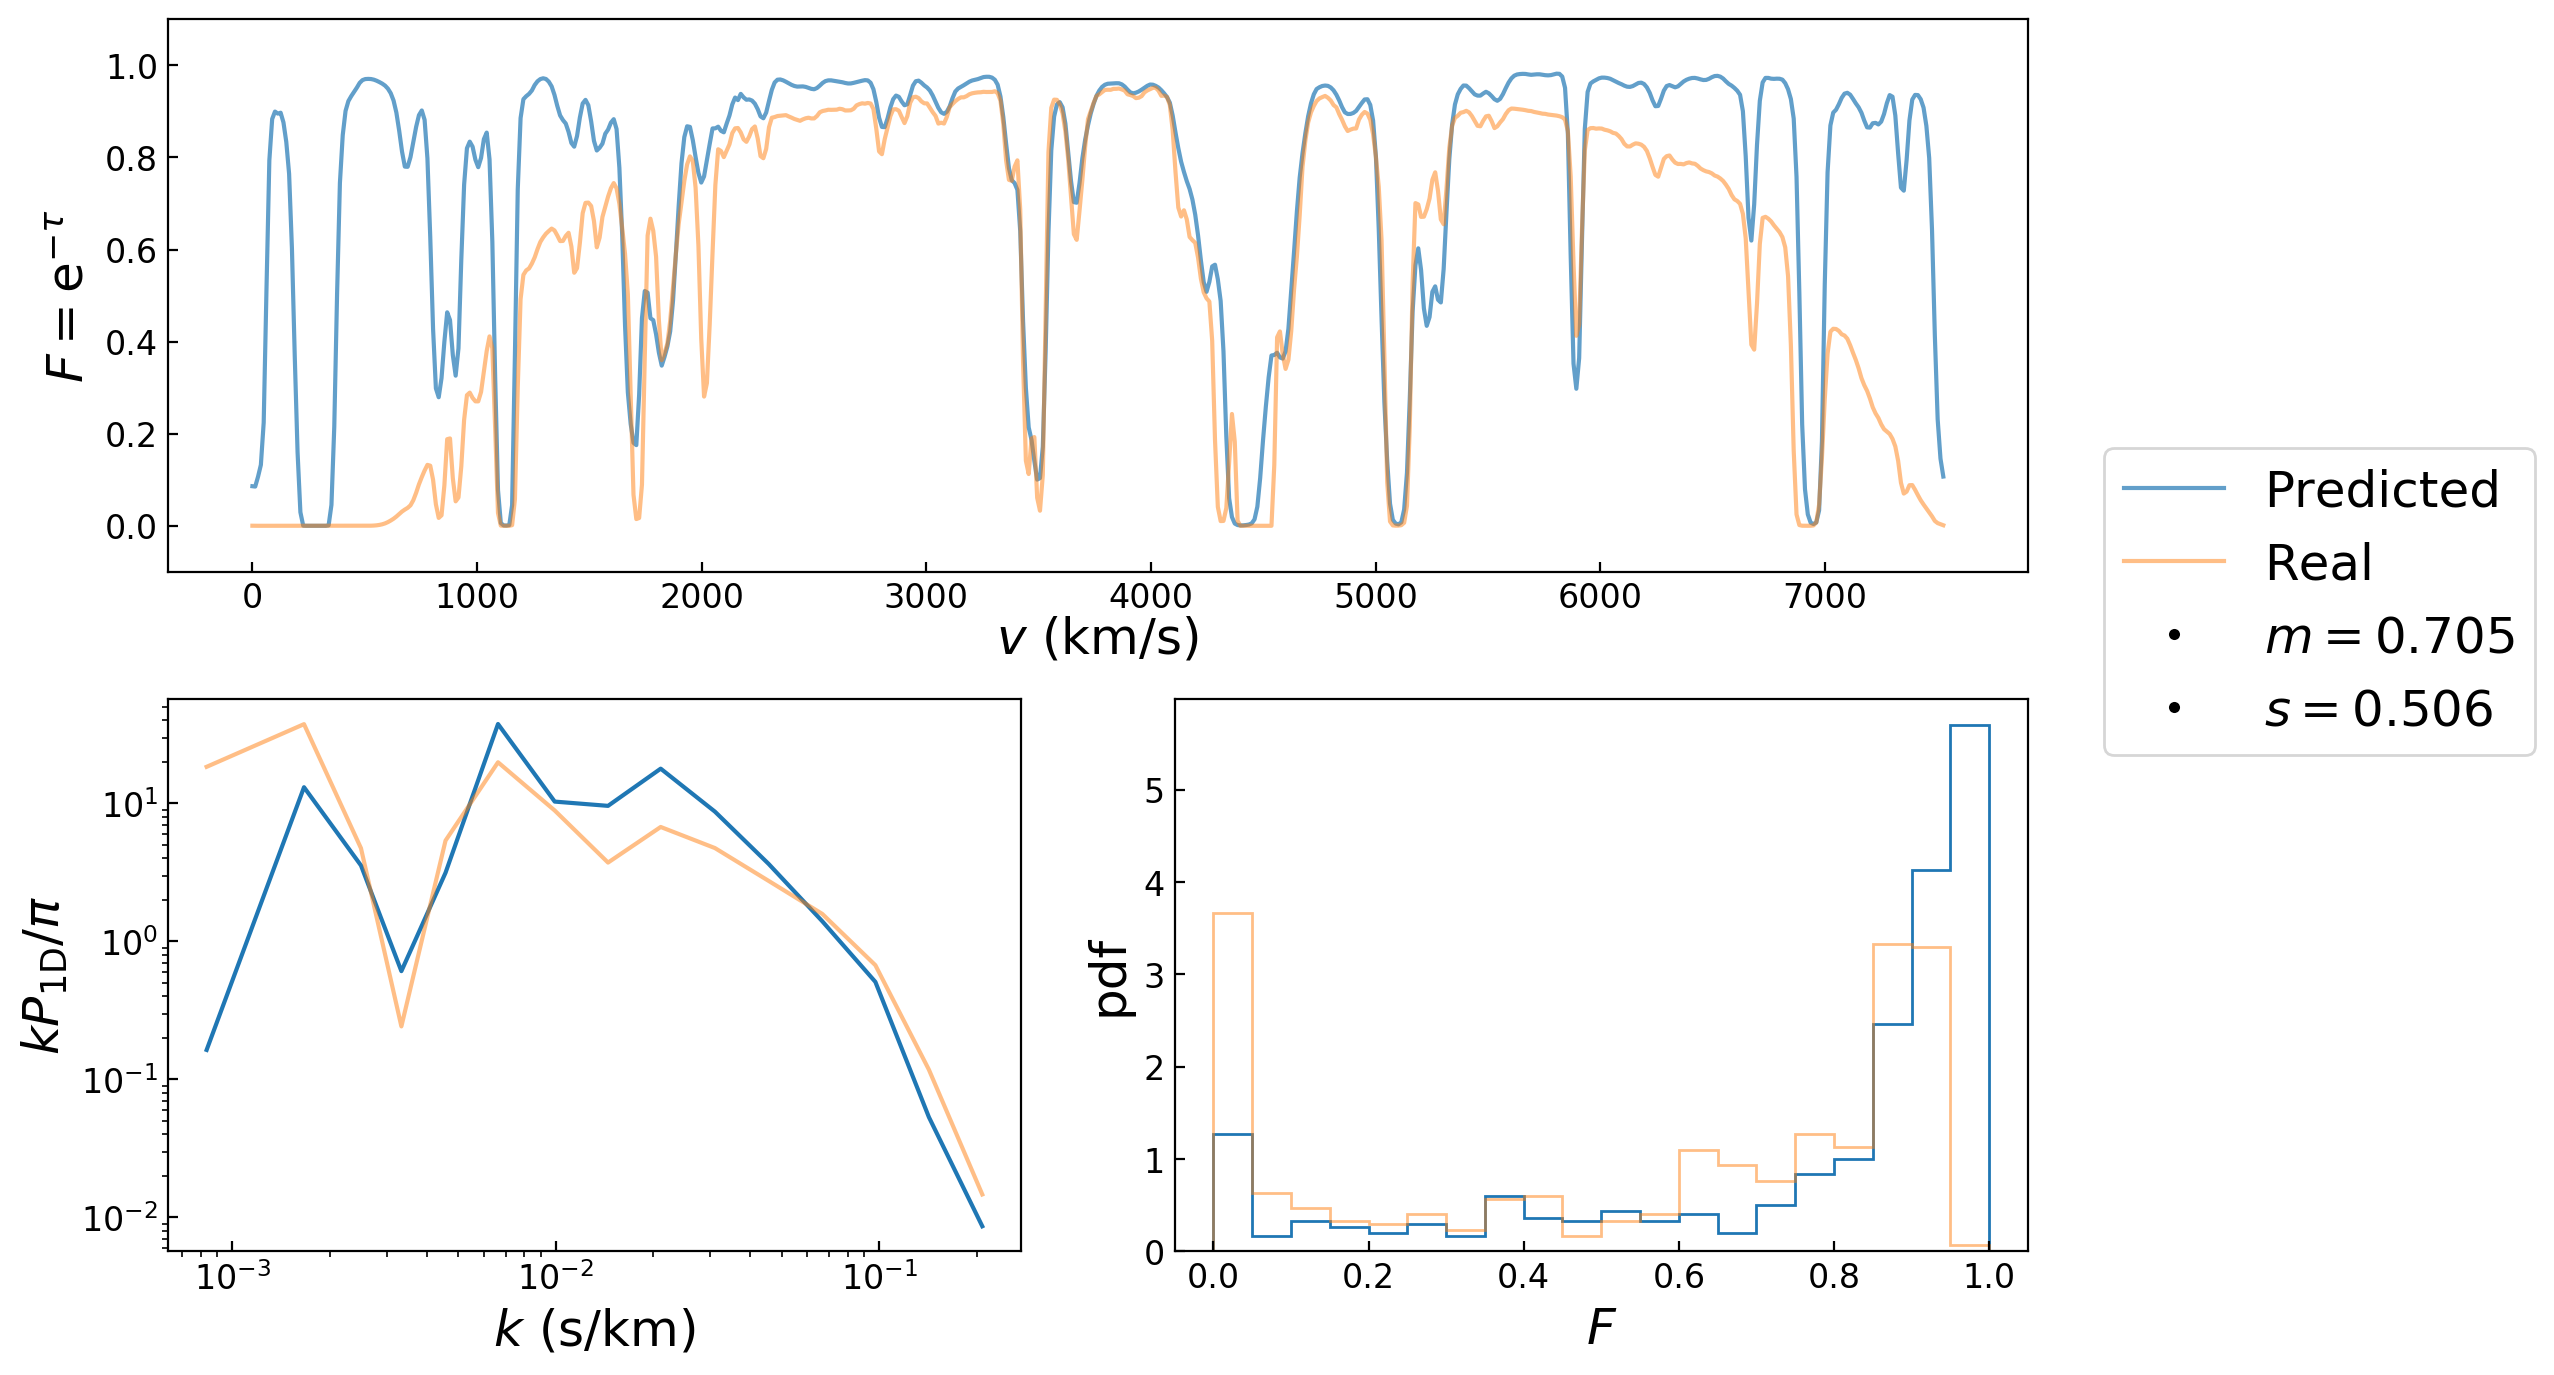 F = e^{-τ}
1.0
0.8
0.6
0.4
0.2
0.0
0 1000 2000 3000 4000 5000 6000 7000
v (km/s)
Predicted
Real
m = 0.705
s = 0.506
kP_{1D}/π
10^1
10^0
10^{-1}
10^{-2}
10^{-3} 10^{-2} 10^{-1}
k (s/km)
pdf
5
4
3
2
1
0
0.0 0.2 0.4 0.6 0.8 1.0
F